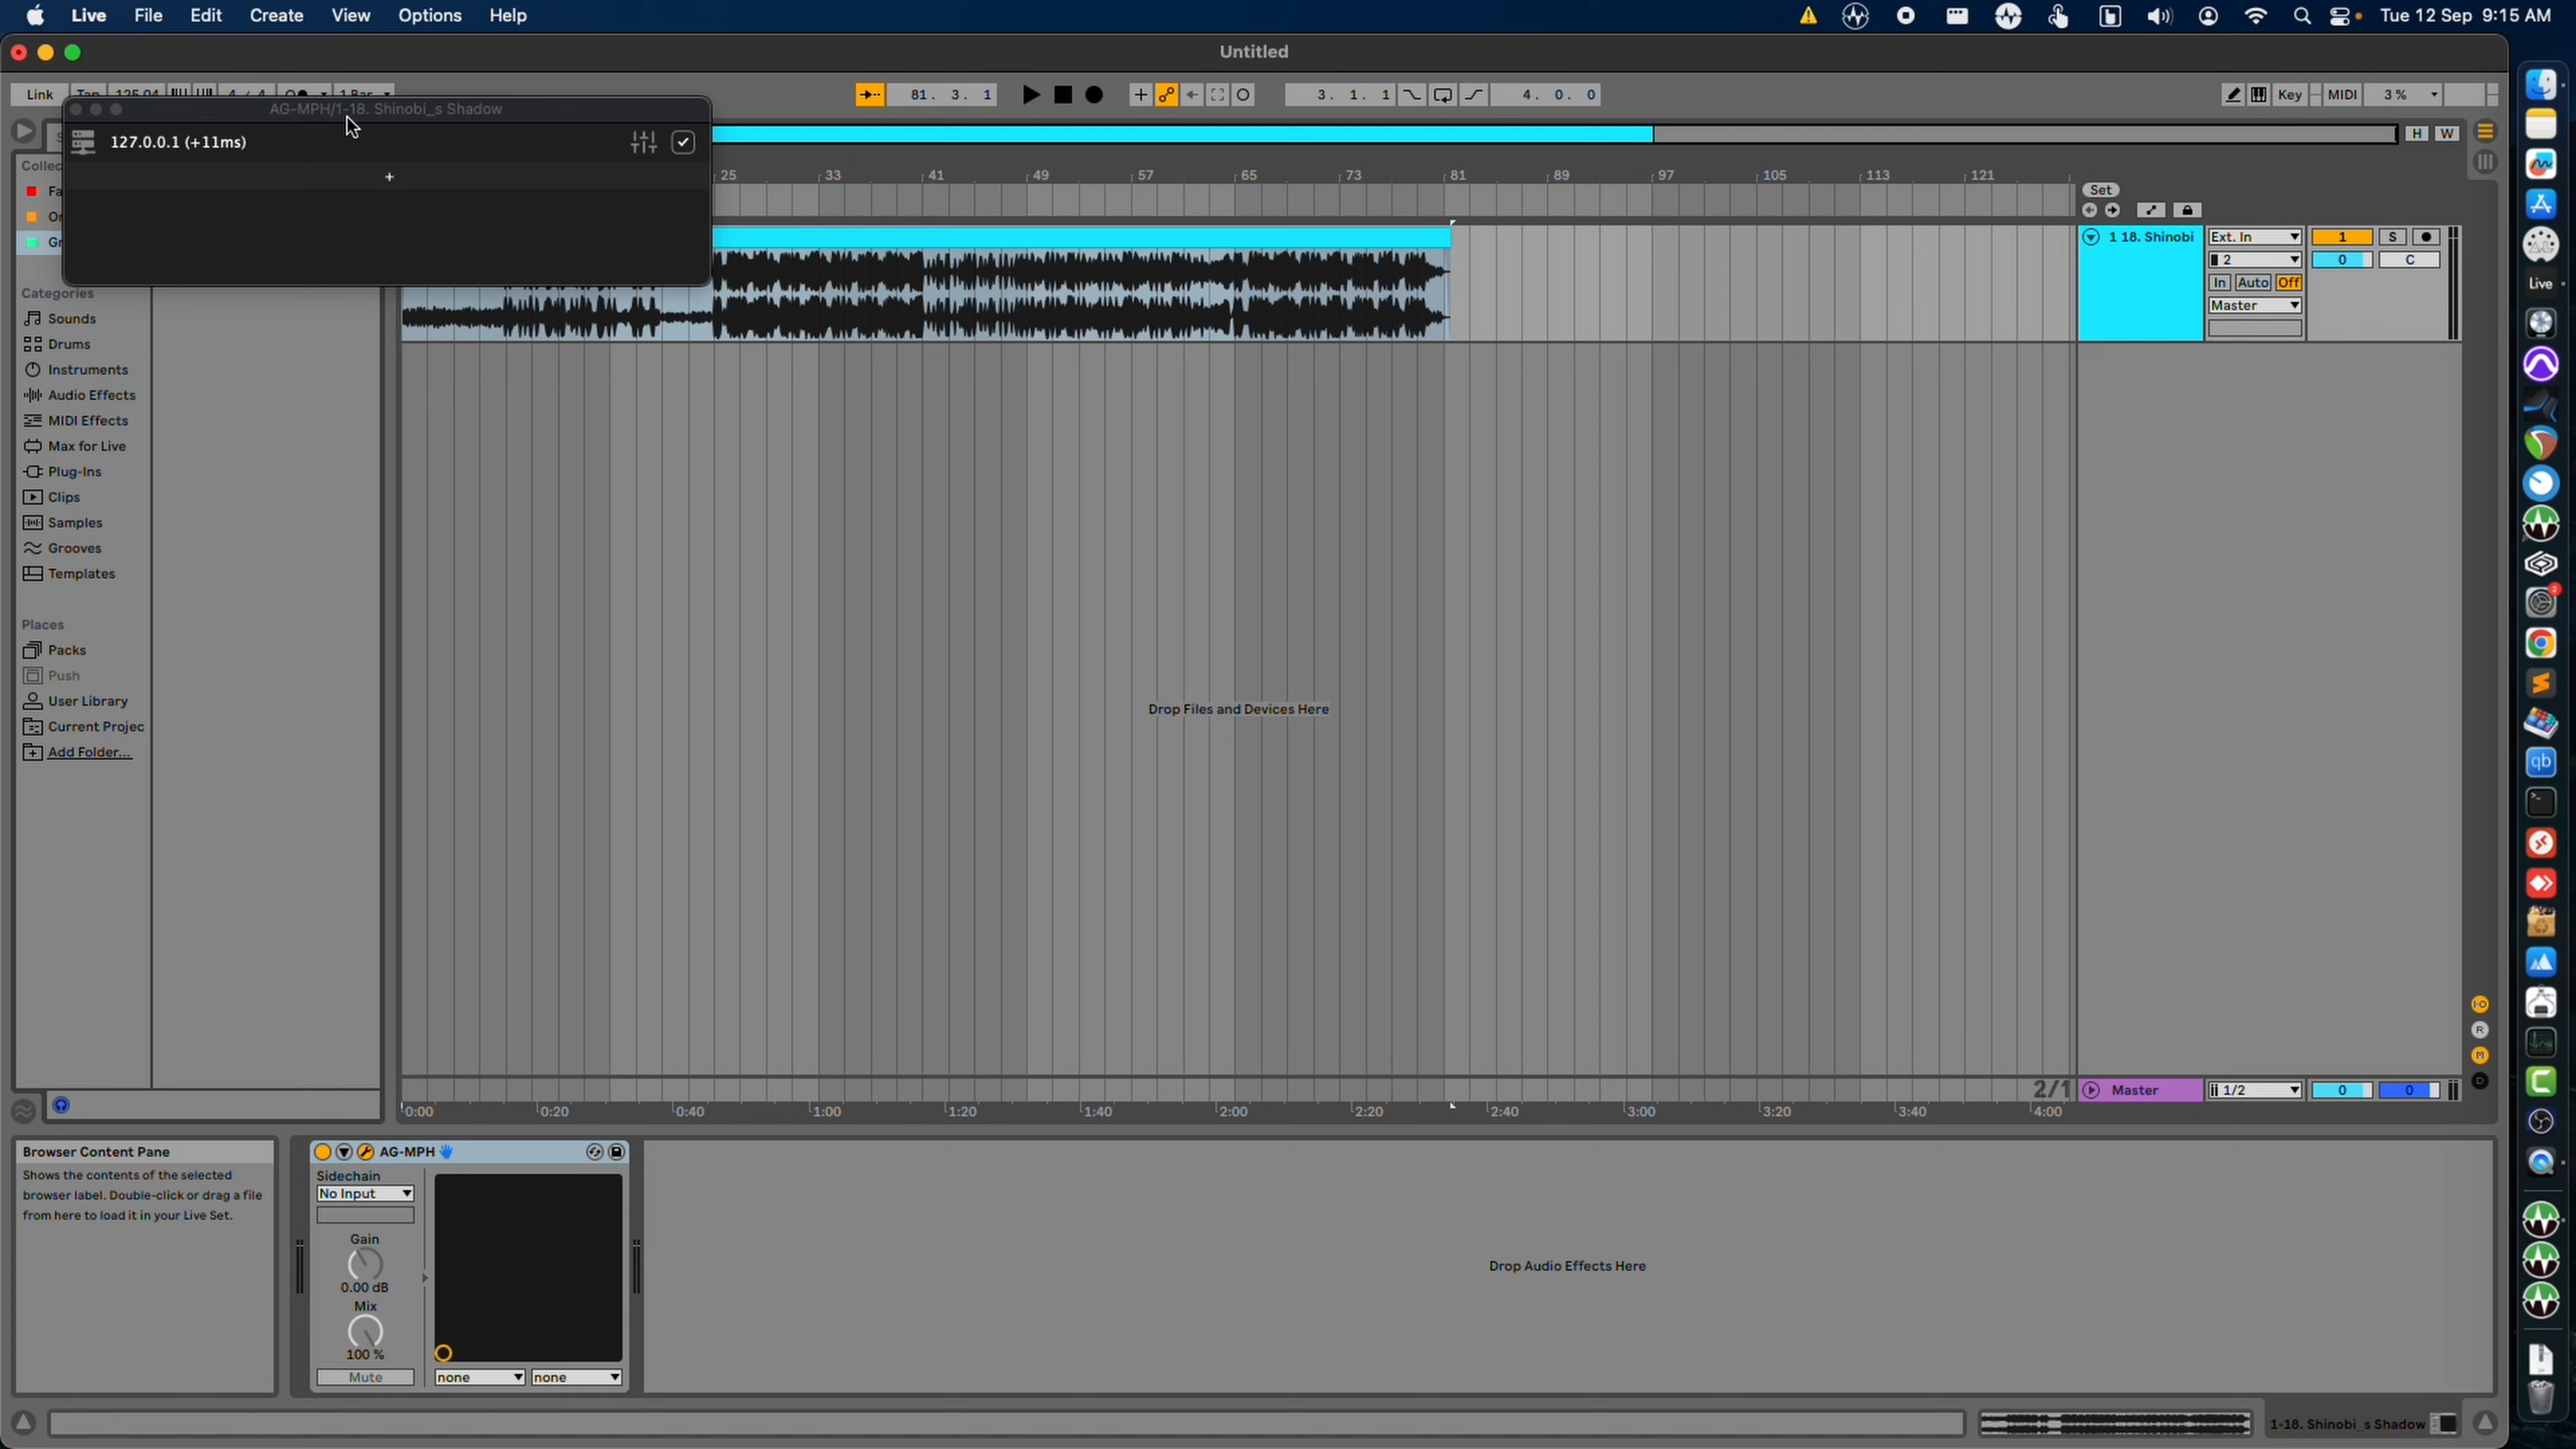 Live File Edit Create View Options Help
Tue 12 Sep 9:15 AM
Untitled
Link Tap 125.04 4 / 4 1 Bar
81. 3. 1
3. 1. 1
4. 0. 0
Key MIDI 3 %
AG-MPH/1-18. Shinobi_s Shadow
127.0.0.1 (+11ms)
+
H W
25 33 41 49 57 65 73 81 89 97 105 113 121
Set
1 18. Shinobi
Ext. In
1 S
2
0 C
In Auto Off
Master
Categories
Sounds
Drums
Instruments
Audio Effects
MIDI Effects
Max for Live
Plug-Ins
Clips
Samples
Grooves
Templates
Places
Packs
Push
User Library
Current Projec
Add Folder...
Drop Files and Devices Here
Live
qb
R
M
D
2/1
Master
1/2
0 0
0:00 0:20 0:40 1:00 1:20 1:40 2:00 2:20 2:40 3:00 3:20 3:40 4:00
Browser Content Pane
Shows the contents of the selected
browser label. Double-click or drag a file
from here to load it in your Live Set.
AG-MPH
Sidechain
No Input
Gain
0.00 dB
Mix
100 %
Mute
none
none
Drop Audio Effects Here
1-18. Shinobi_s Shadow